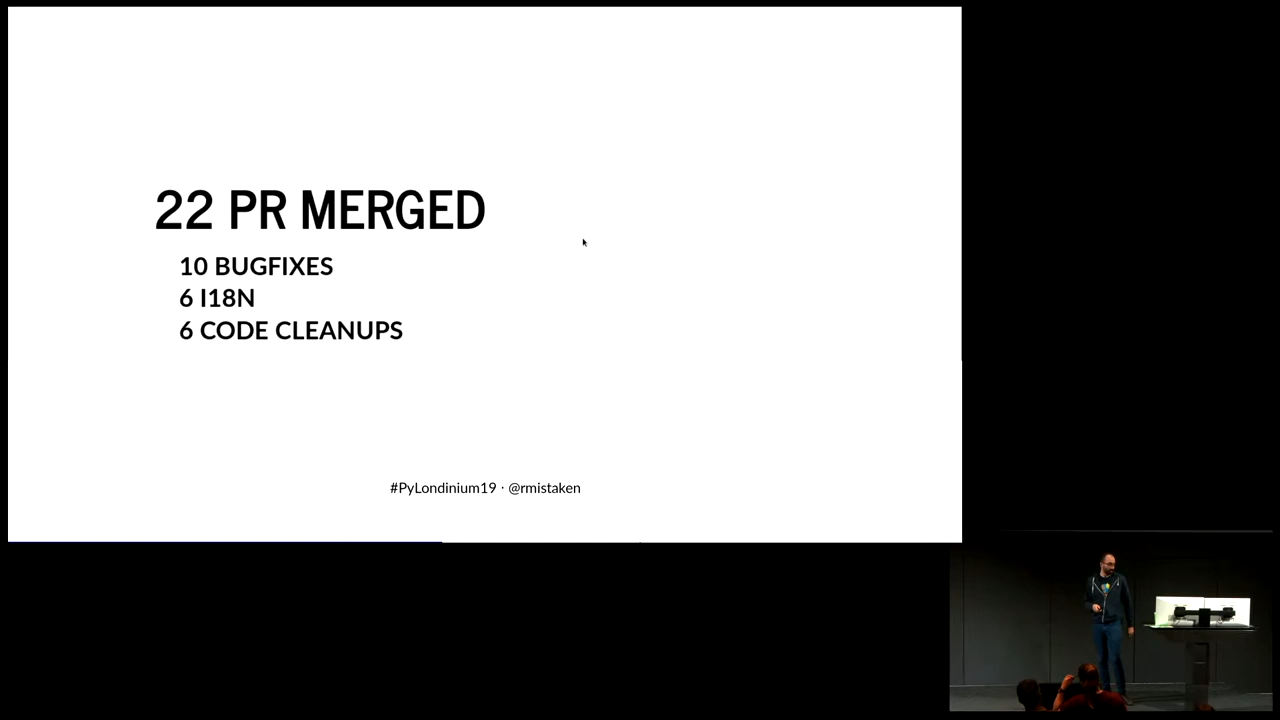 22 PR MERGED
10 BUGFIXES
6 I18N
6 CODE CLEANUPS
#PyLondinium19 · @rmistaken